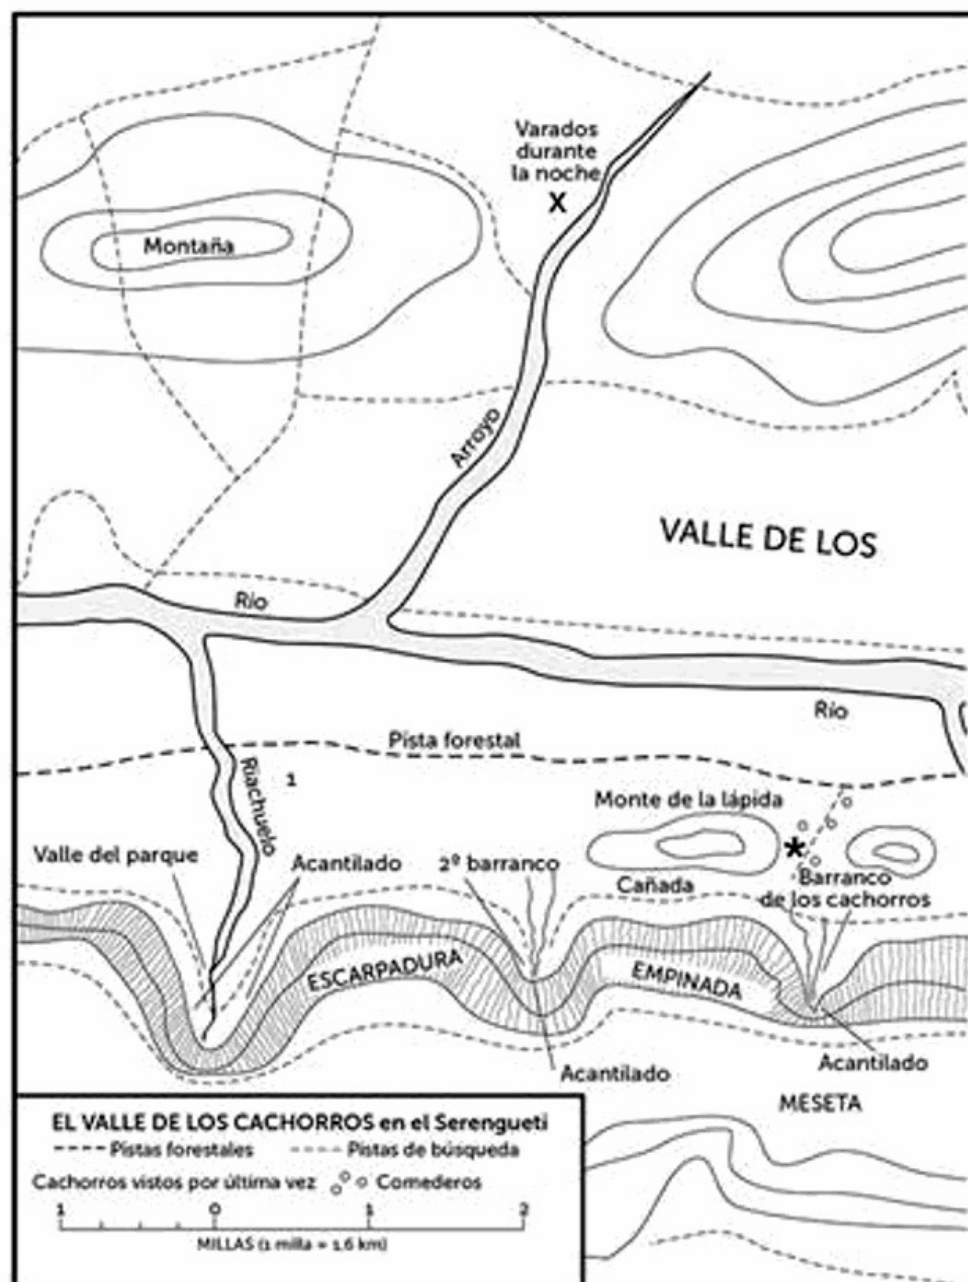 Varados
durante
la noche
X
Montaña
Arroyo
VALLE DE LOS
Río
Río
Pista forestal
Riachuelo
1
Monte de la lápida
Valle del parque
Acantilado
2º barranco
Cañada
*
Barranco
de los cachorros
ESCARPADURA
EMPINADA
Acantilado
Acantilado
MESETA
EL VALLE DE LOS CACHORROS en el Serengueti
Pistas forestales
Pistas de búsqueda
Cachorros vistos por última vez
Comederos
1 0 1 2
MILLAS (1 milla = 1.6 km)